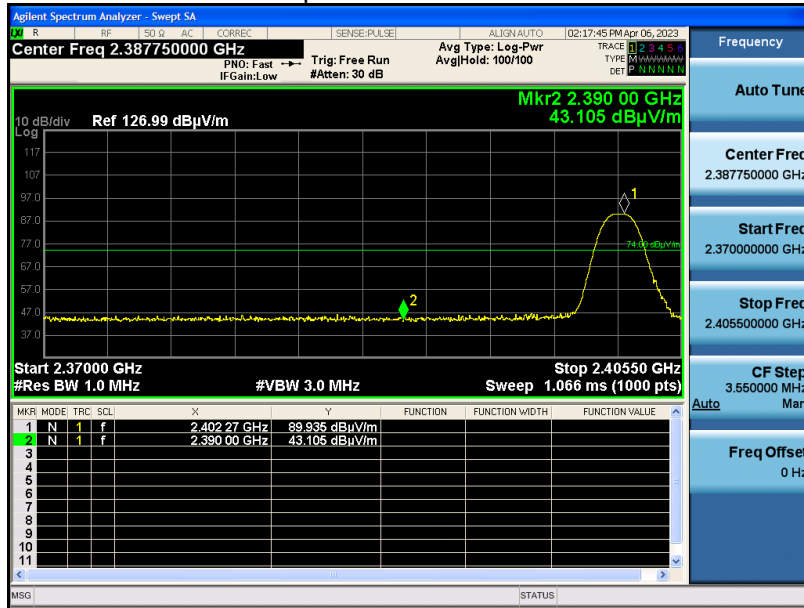 Agilent Spectrum Analyzer - Swept SA
LXI R RF 50 Ω AC CORREC SENSE:PULSE ALIGN AUTO 02:17:45 PM Apr 06, 2023
Center Freq 2.387750000 GHz
PNO: Fast
IFGain:Low
Trig: Free Run
#Atten: 30 dB
Avg Type: Log-Pwr
Avg|Hold: 100/100
TRACE 1 2 3 4 5 6
TYPE M
DET P N N N N N
Mkr2 2.390 00 GHz
43.105 dBµV/m
10 dB/div Ref 126.99 dBµV/m
Log
117
107
97.0
87.0
77.0
67.0
57.0
47.0
37.0
1
74.00 dBµV/m
2
Start 2.37000 GHz Stop 2.40550 GHz
#Res BW 1.0 MHz #VBW 3.0 MHz Sweep 1.066 ms (1000 pts)
MKR MODE TRC SCL X Y FUNCTION FUNCTION WIDTH FUNCTION VALUE
1 N 1 f 2.402 27 GHz 89.935 dBµV/m
2 N 1 f 2.390 00 GHz 43.105 dBµV/m
3
4
5
6
7
8
9
10
11
MSG STATUS
Frequency
Auto Tune
Center Freq
2.387750000 GHz
Start Freq
2.370000000 GHz
Stop Freq
2.405500000 GHz
CF Step
3.550000 MHz
Auto Man
Freq Offset
0 Hz